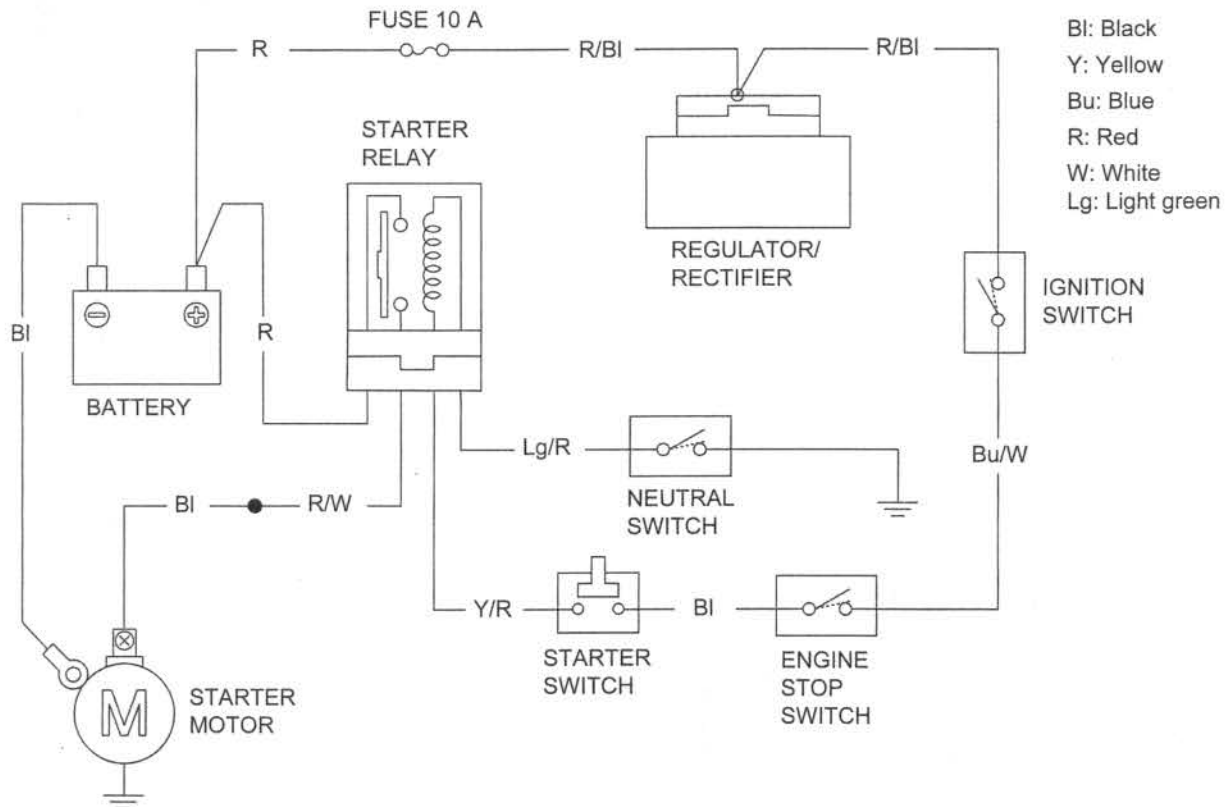 FUSE 10 A
R
R/Bl
R/Bl
Bl: Black
Y: Yellow
Bu: Blue
R: Red
W: White
Lg: Light green
STARTER
RELAY
REGULATOR/
RECTIFIER
IGNITION
SWITCH
Bl
R
BATTERY
Lg/R
Bu/W
NEUTRAL
SWITCH
Bl
R/W
Y/R
Bl
STARTER
SWITCH
ENGINE
STOP
SWITCH
M
STARTER
MOTOR